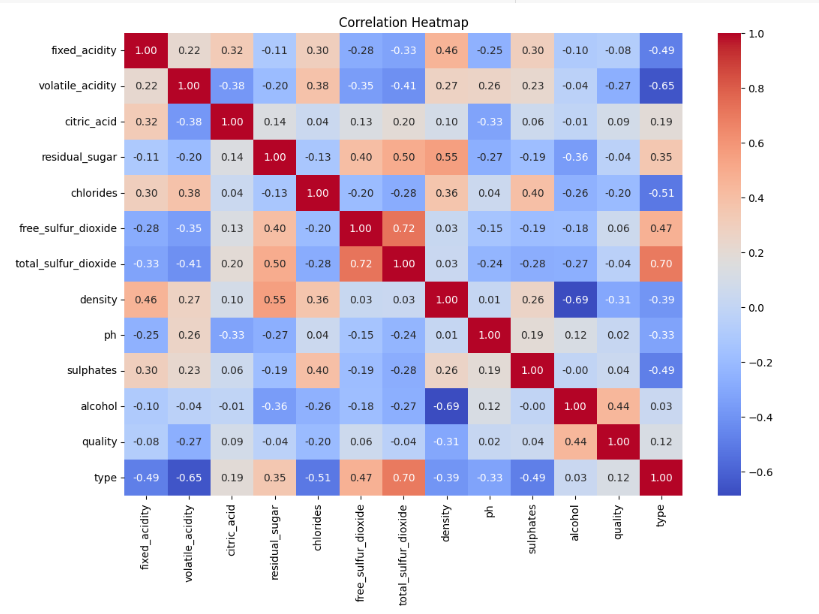 Correlation Heatmap
fixed_acidity 1.00 0.22 0.32 -0.11 0.30 -0.28 -0.33 0.46 -0.25 0.30 -0.10 -0.08 -0.49
volatile_acidity 0.22 1.00 -0.38 -0.20 0.38 -0.35 -0.41 0.27 0.26 0.23 -0.04 -0.27 -0.65
citric_acid 0.32 -0.38 1.00 0.14 0.04 0.13 0.20 0.10 -0.33 0.06 -0.01 0.09 0.19
residual_sugar -0.11 -0.20 0.14 1.00 -0.13 0.40 0.50 0.55 -0.27 -0.19 -0.36 -0.04 0.35
chlorides 0.30 0.38 0.04 -0.13 1.00 -0.20 -0.28 0.36 0.04 0.40 -0.26 -0.20 -0.51
free_sulfur_dioxide -0.28 -0.35 0.13 0.40 -0.20 1.00 0.72 0.03 -0.15 -0.19 -0.18 0.06 0.47
total_sulfur_dioxide -0.33 -0.41 0.20 0.50 -0.28 0.72 1.00 0.03 -0.24 -0.28 -0.27 -0.04 0.70
density 0.46 0.27 0.10 0.55 0.36 0.03 0.03 1.00 0.01 0.26 -0.69 -0.31 -0.39
ph -0.25 0.26 -0.33 -0.27 0.04 -0.15 -0.24 0.01 1.00 0.19 0.12 0.02 -0.33
sulphates 0.30 0.23 0.06 -0.19 0.40 -0.19 -0.28 0.26 0.19 1.00 -0.00 0.04 -0.49
alcohol -0.10 -0.04 -0.01 -0.36 -0.26 -0.18 -0.27 -0.69 0.12 -0.00 1.00 0.44 0.03
quality -0.08 -0.27 0.09 -0.04 -0.20 0.06 -0.04 -0.31 0.02 0.04 0.44 1.00 0.12
type -0.49 -0.65 0.19 0.35 -0.51 0.47 0.70 -0.39 -0.33 -0.49 0.03 0.12 1.00
fixed_acidity
volatile_acidity
citric_acid
residual_sugar
chlorides
free_sulfur_dioxide
total_sulfur_dioxide
density
ph
sulphates
alcohol
quality
type
1.0
0.8
0.6
0.4
0.2
0.0
−0.2
−0.4
−0.6